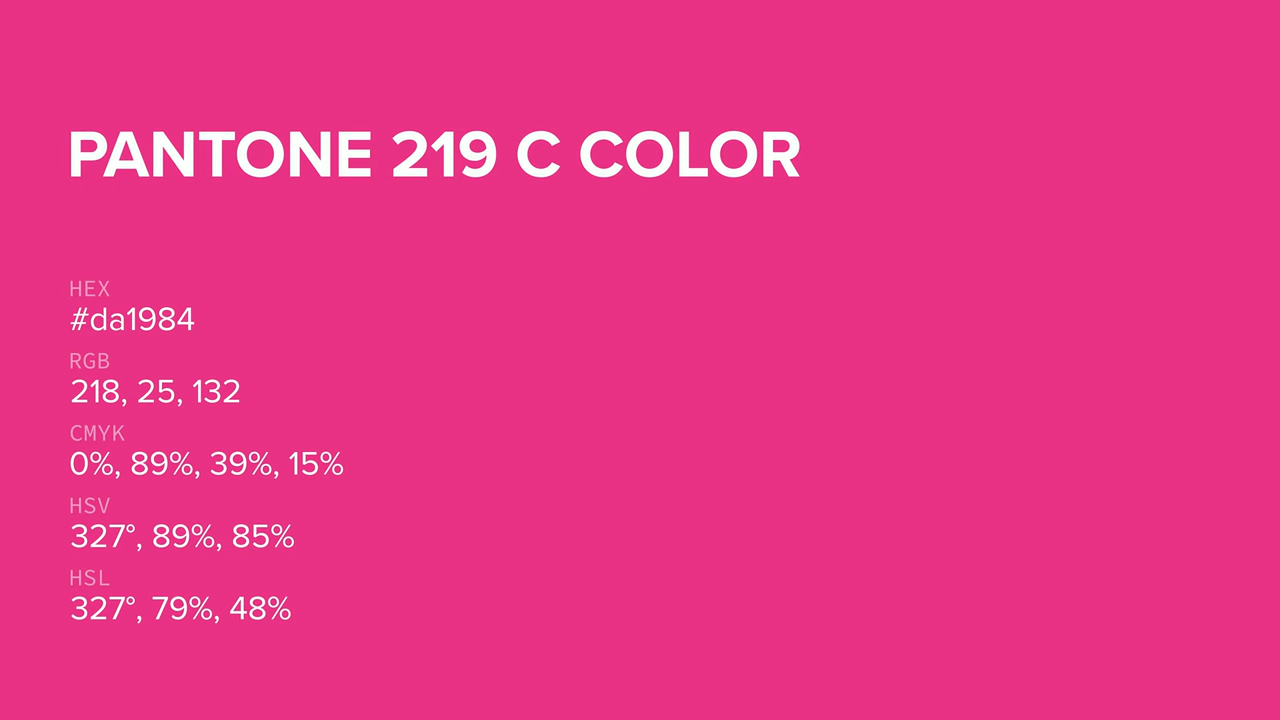 PANTONE 219 C COLOR
HEX
#da1984
RGB
218, 25, 132
CMYK
0%, 89%, 39%, 15%
HSV
327°, 89%, 85%
HSL
327°, 79%, 48%